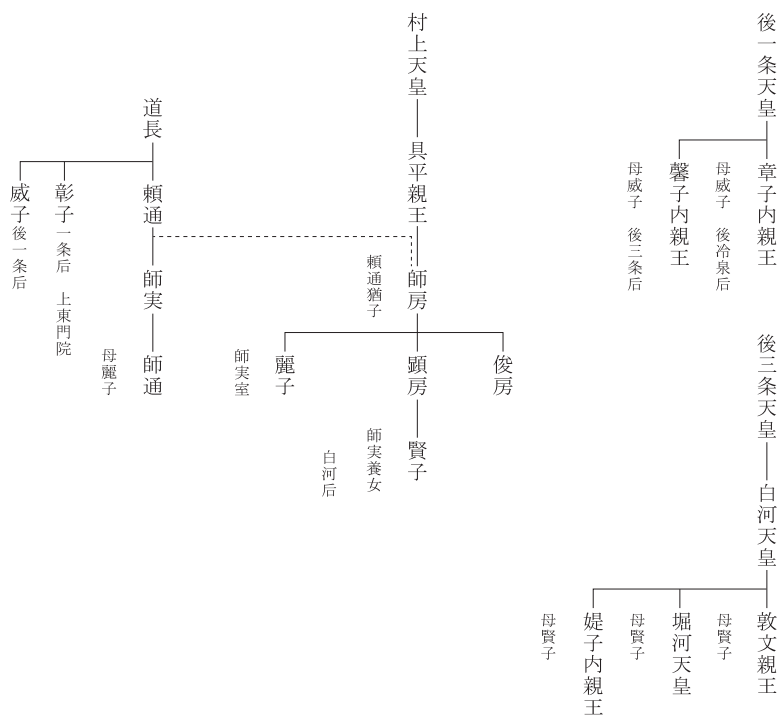 後一条天皇
章子内親王
母威子　後冷泉后
馨子内親王
母威子　後三条后
後三条天皇
白河天皇
敦文親王
母賢子
堀河天皇
母賢子
媞子内親王
母賢子
村上天皇
具平親王
師房
頼通猶子
俊房
顕房
麗子
師実室
賢子
師実養女
白河后
道長
頼通
彰子一条后　上東門院
威子後一条后
師実
師通
母麗子